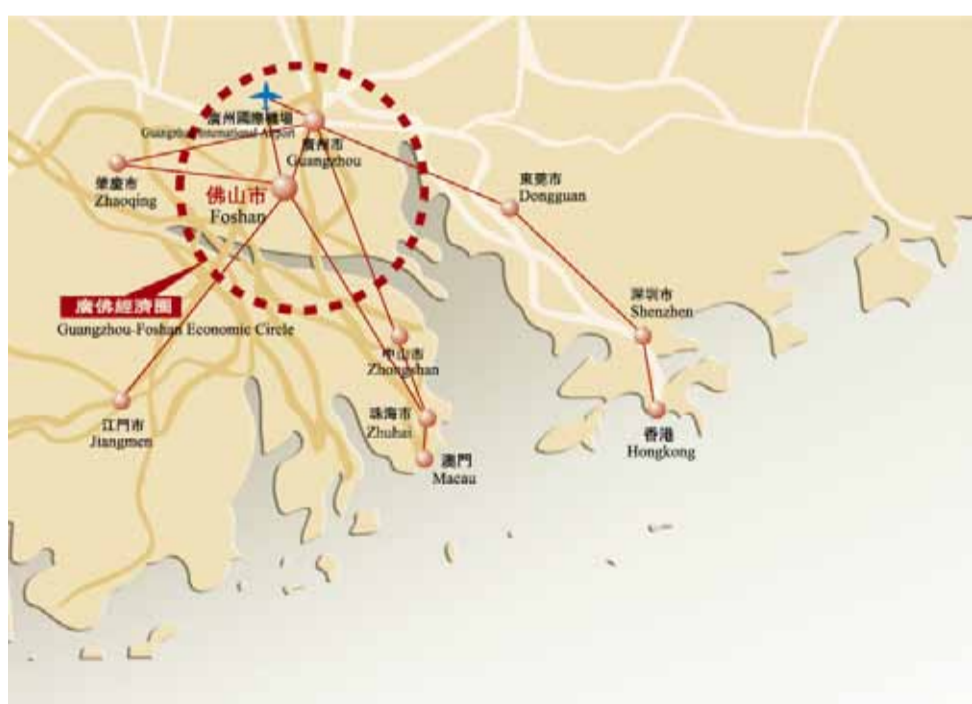 廣州國際機場
Guangzhou International Airport
廣州市
Guangzhou
肇慶市
Zhaoqing
佛山市
Foshan
東莞市
Dongguan
廣佛經濟圈
Guangzhou-Foshan Economic Circle
深圳市
Shenzhen
中山市
Zhongshan
江門市
Jiangmen
珠海市
Zhuhai
香港
Hongkong
澳門
Macau